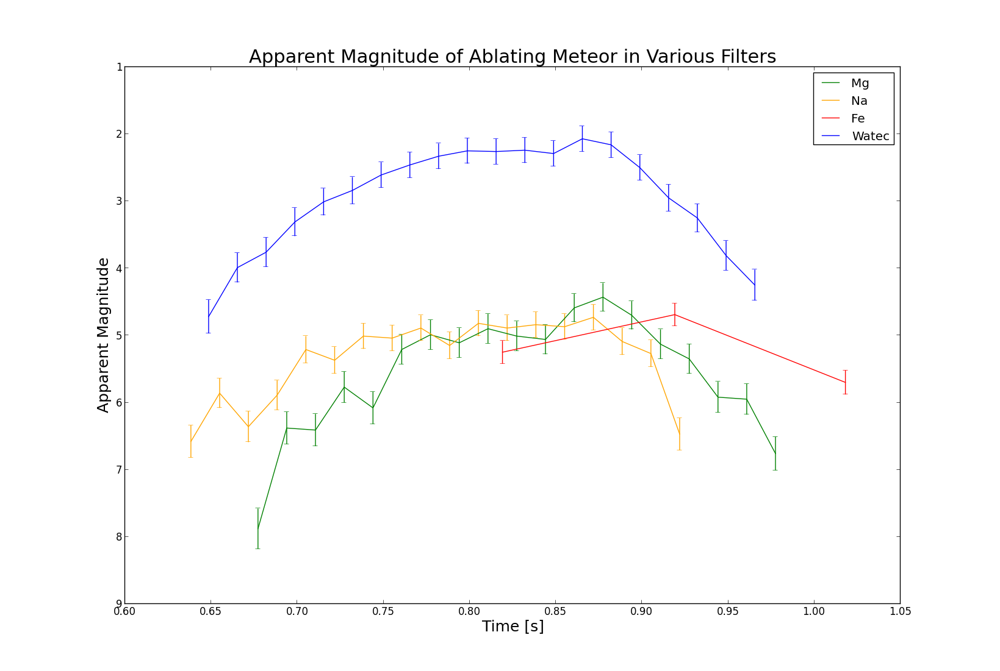 Apparent Magnitude of Ablating Meteor in Various Filters
Mg
Na
Fe
Watec
Apparent Magnitude
1
2
3
4
5
6
7
8
9
0.60 0.65 0.70 0.75 0.80 0.85 0.90 0.95 1.00 1.05
Time [s]